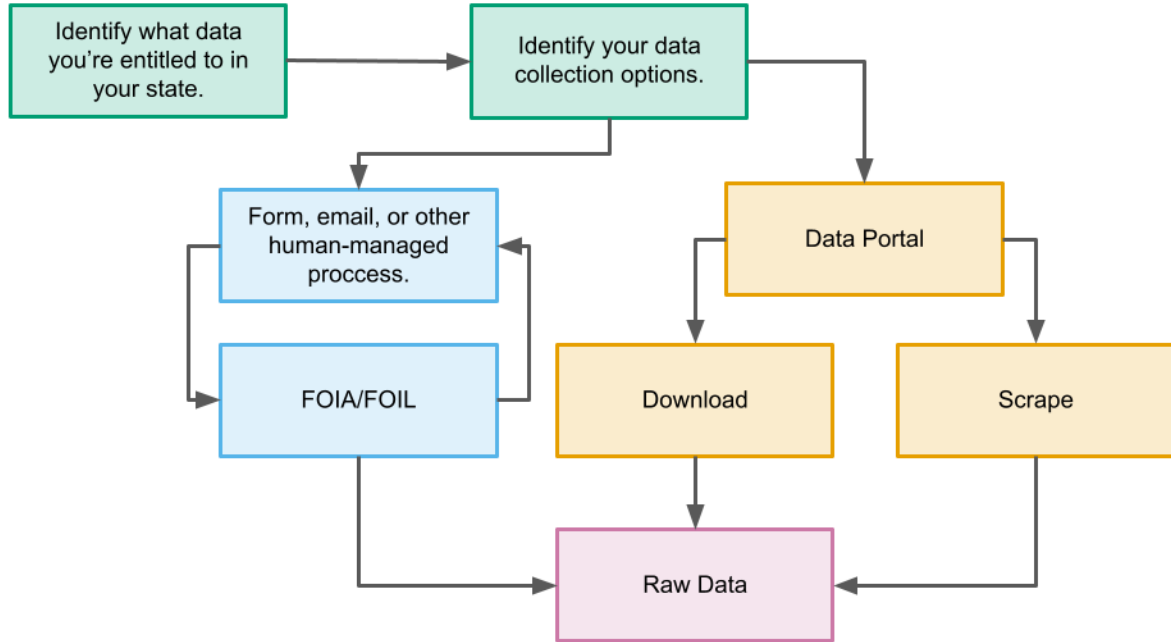 Identify what data
you’re entitled to in
your state.
Identify your data
collection options.
Form, email, or other
human-managed
proccess.
Data Portal
FOIA/FOIL
Download
Scrape
Raw Data